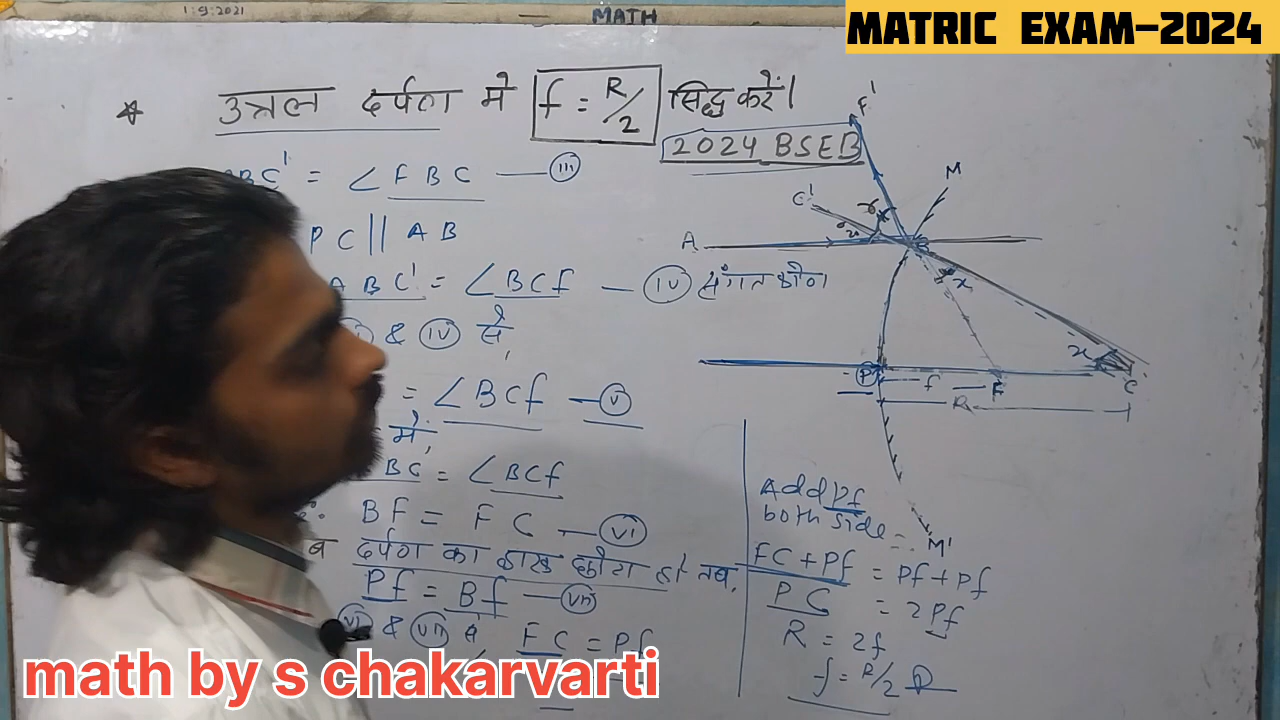 1:9:2021
MATH
MATRIC EXAM-2024
* उत्तल दर्पण में f = R/2 सिद्ध करें।
2024 BSEB
BC' = ∠FBC — (iii)
PC || AB
ABC' = ∠BCf — (iv) संगत कोण
& (iv) से,
= ∠BCf — (v)
में,
BC = ∠BCf
BF = FC — (vi)
दर्पण का छोटा हो तब,
Pf = Bf — (vii)
(vi) & (vii) से FC = Pf
Add Pf
both side =.
FC + Pf = Pf + Pf
PC = 2Pf
R = 2f
f = R/2
F'
M
C'
r
A
B
x
x
P
f
F
R
C
M'
math by s chakarvarti